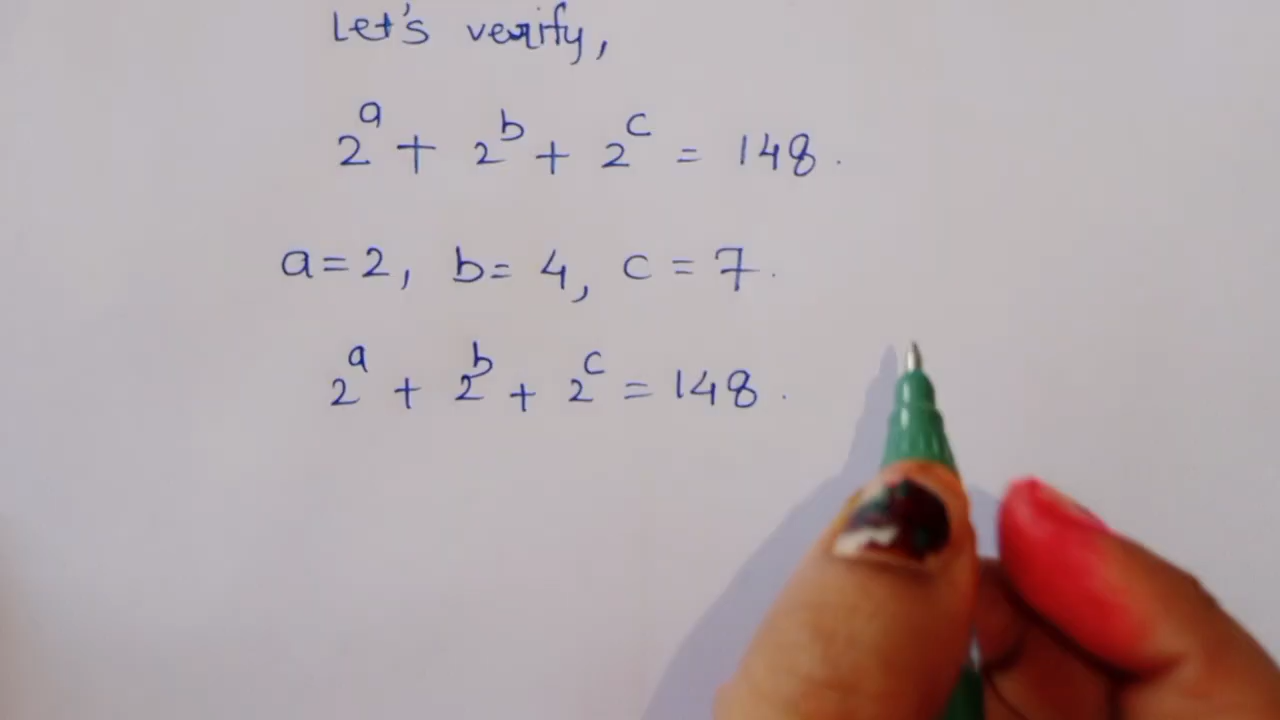 Let's verify,
2^a + 2^b + 2^c = 148.
a=2, b=4, c=7.
2^a + 2^b + 2^c = 148.